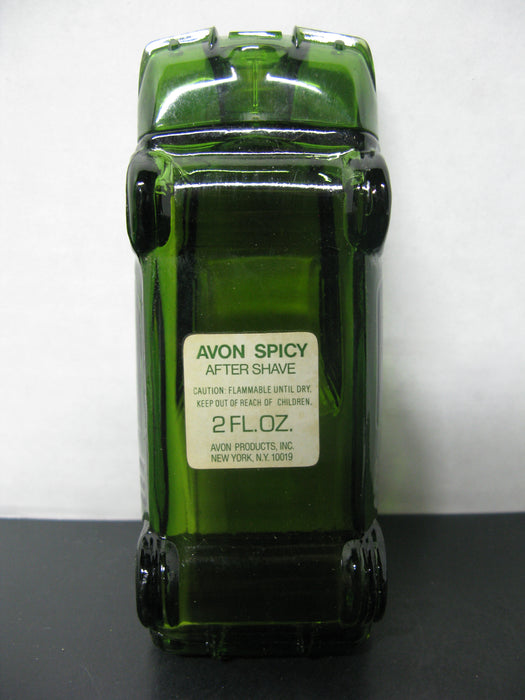 AVON SPICY
AFTER SHAVE
CAUTION: FLAMMABLE UNTIL DRY.
KEEP OUT OF REACH OF CHILDREN.
2 FL.OZ.
AVON PRODUCTS, INC.
NEW YORK, N.Y. 10019